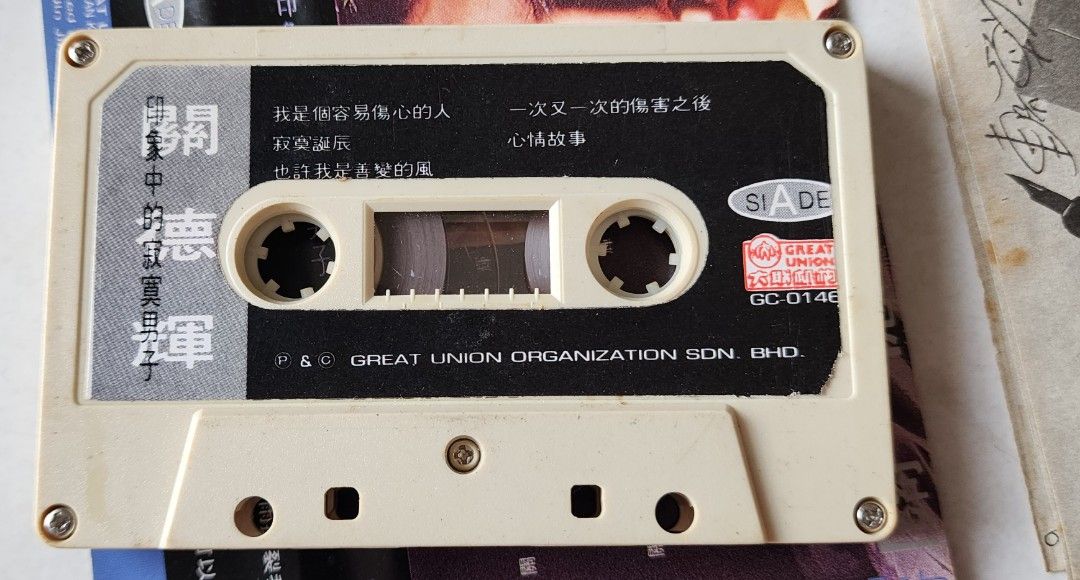 關德輝
印象中的寂寞男子
我是個容易傷心的人
寂寞誕辰
也許我是善變的風
一次又一次的傷害之後
心情故事
SIADE
GREAT
UNION
GC-0146
Ⓟ & © GREAT UNION ORGANIZATION SDN. BHD.